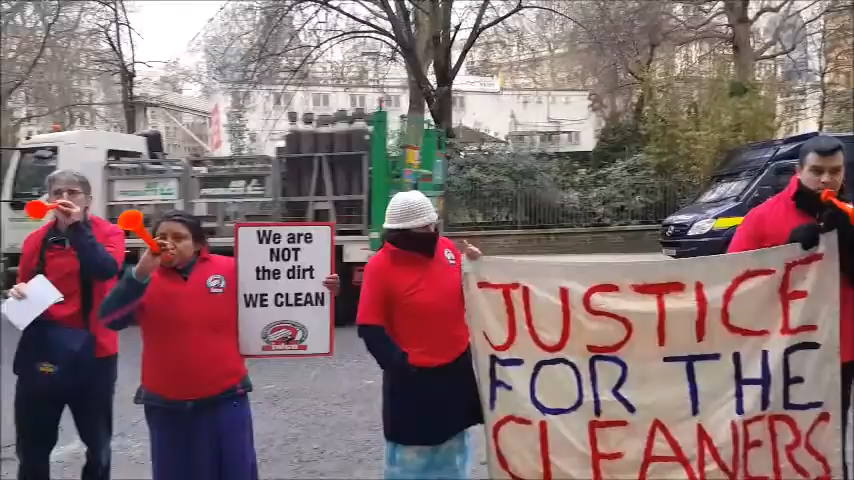 We are
NOT
the dirt
WE CLEAN
JUSTICE
FOR THE
CLEANERS